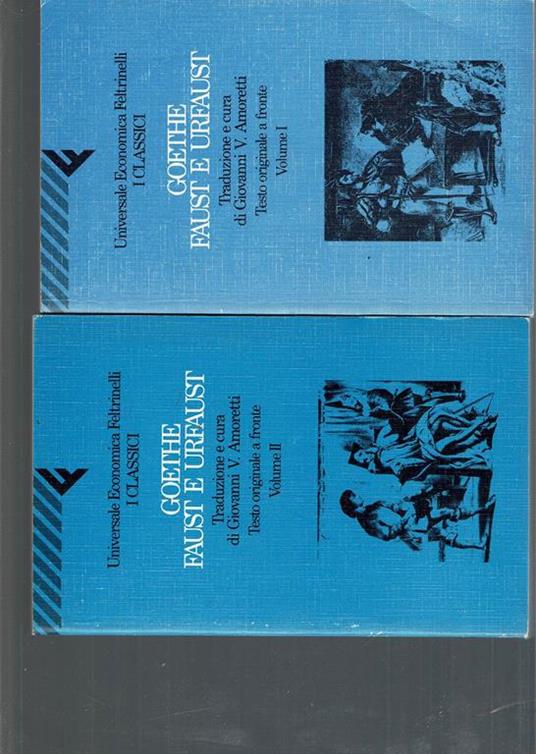 Universale Economica Feltrinelli
I CLASSICI
GOETHE
FAUST E URFAUST
Traduzione e cura
di Giovanni V. Amoretti
Testo originale a fronte
Volume I
Universale Economica Feltrinelli
I CLASSICI
GOETHE
FAUST E URFAUST
Traduzione e cura
di Giovanni V. Amoretti
Testo originale a fronte
Volume II